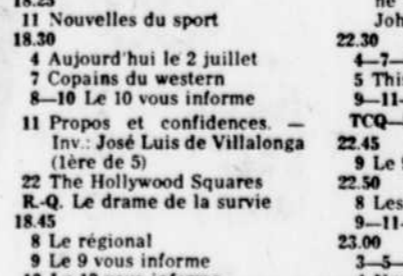 11 Nouvelles du sport
18.30
4 Aujourd'hui le 2 juillet
7 Copains du western
8—10 Le 10 vous informe
11 Propos et confidences. —
Inv.: José Luis de Villalonga
(1ère de 5)
22 The Hollywood Squares
R.-Q. Le drame de la survie
18.45
8 Le régional
9 Le 9 vous informe
ne
Joh
22.30
4—7—
5 Thi
9—11-
TCQ—
22.45
9 Le
22.50
8 Les
9—11-
23.00
3—5—